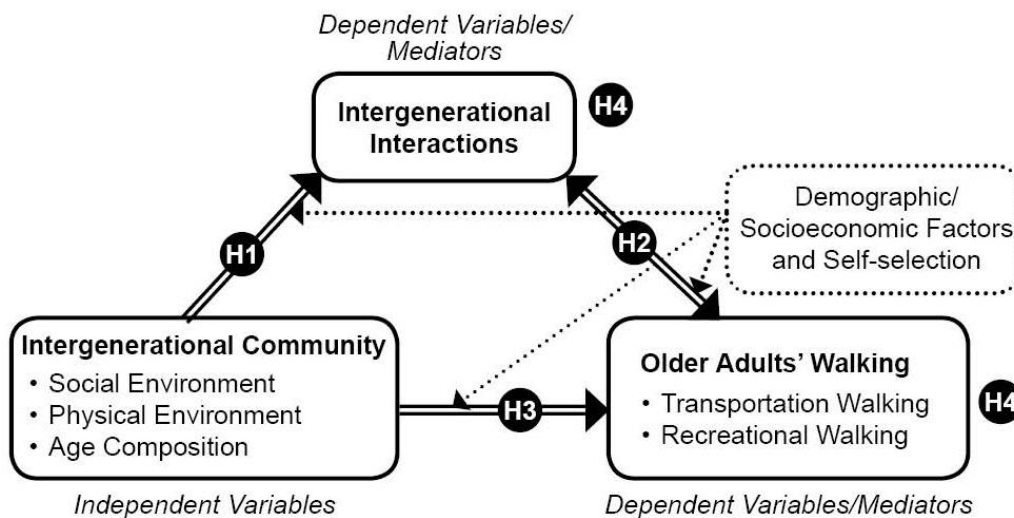 Dependent Variables/
Mediators
Intergenerational
Interactions
H4
Demographic/
Socioeconomic Factors
and Self-selection
H1
H2
Intergenerational Community
• Social Environment
• Physical Environment
• Age Composition
H3
Older Adults’ Walking
• Transportation Walking
• Recreational Walking
H4
Independent Variables
Dependent Variables/Mediators